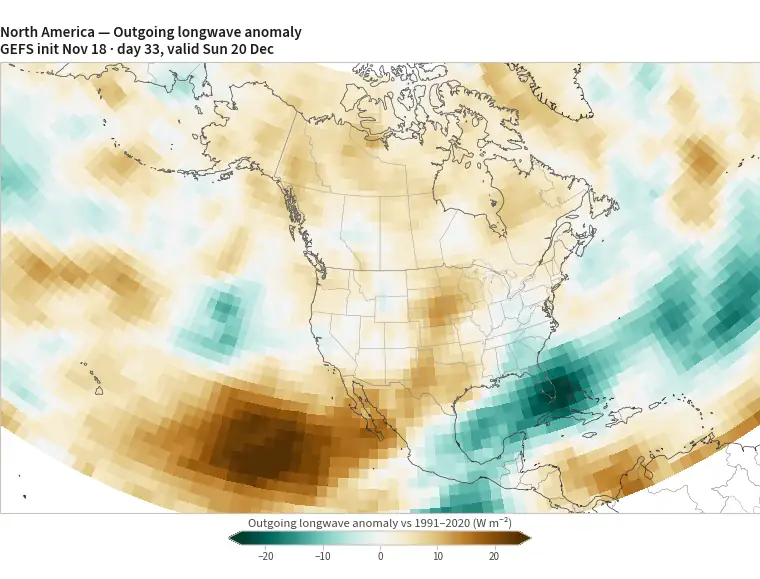 North America — Outgoing longwave anomaly
GEFS init Nov 18 · day 33, valid Sun 20 Dec
Outgoing longwave anomaly vs 1991–2020 (W m⁻²)
−20 −10 0 10 20